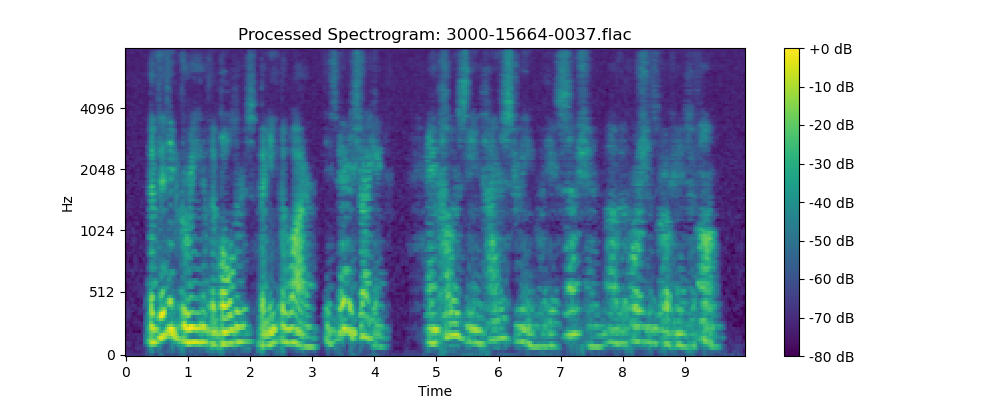 Processed Spectrogram: 3000-15664-0037.flac
+0 dB
-10 dB
-20 dB
-30 dB
-40 dB
-50 dB
-60 dB
-70 dB
-80 dB
4096
2048
1024
512
0
Hz
0 1 2 3 4 5 6 7 8 9
Time